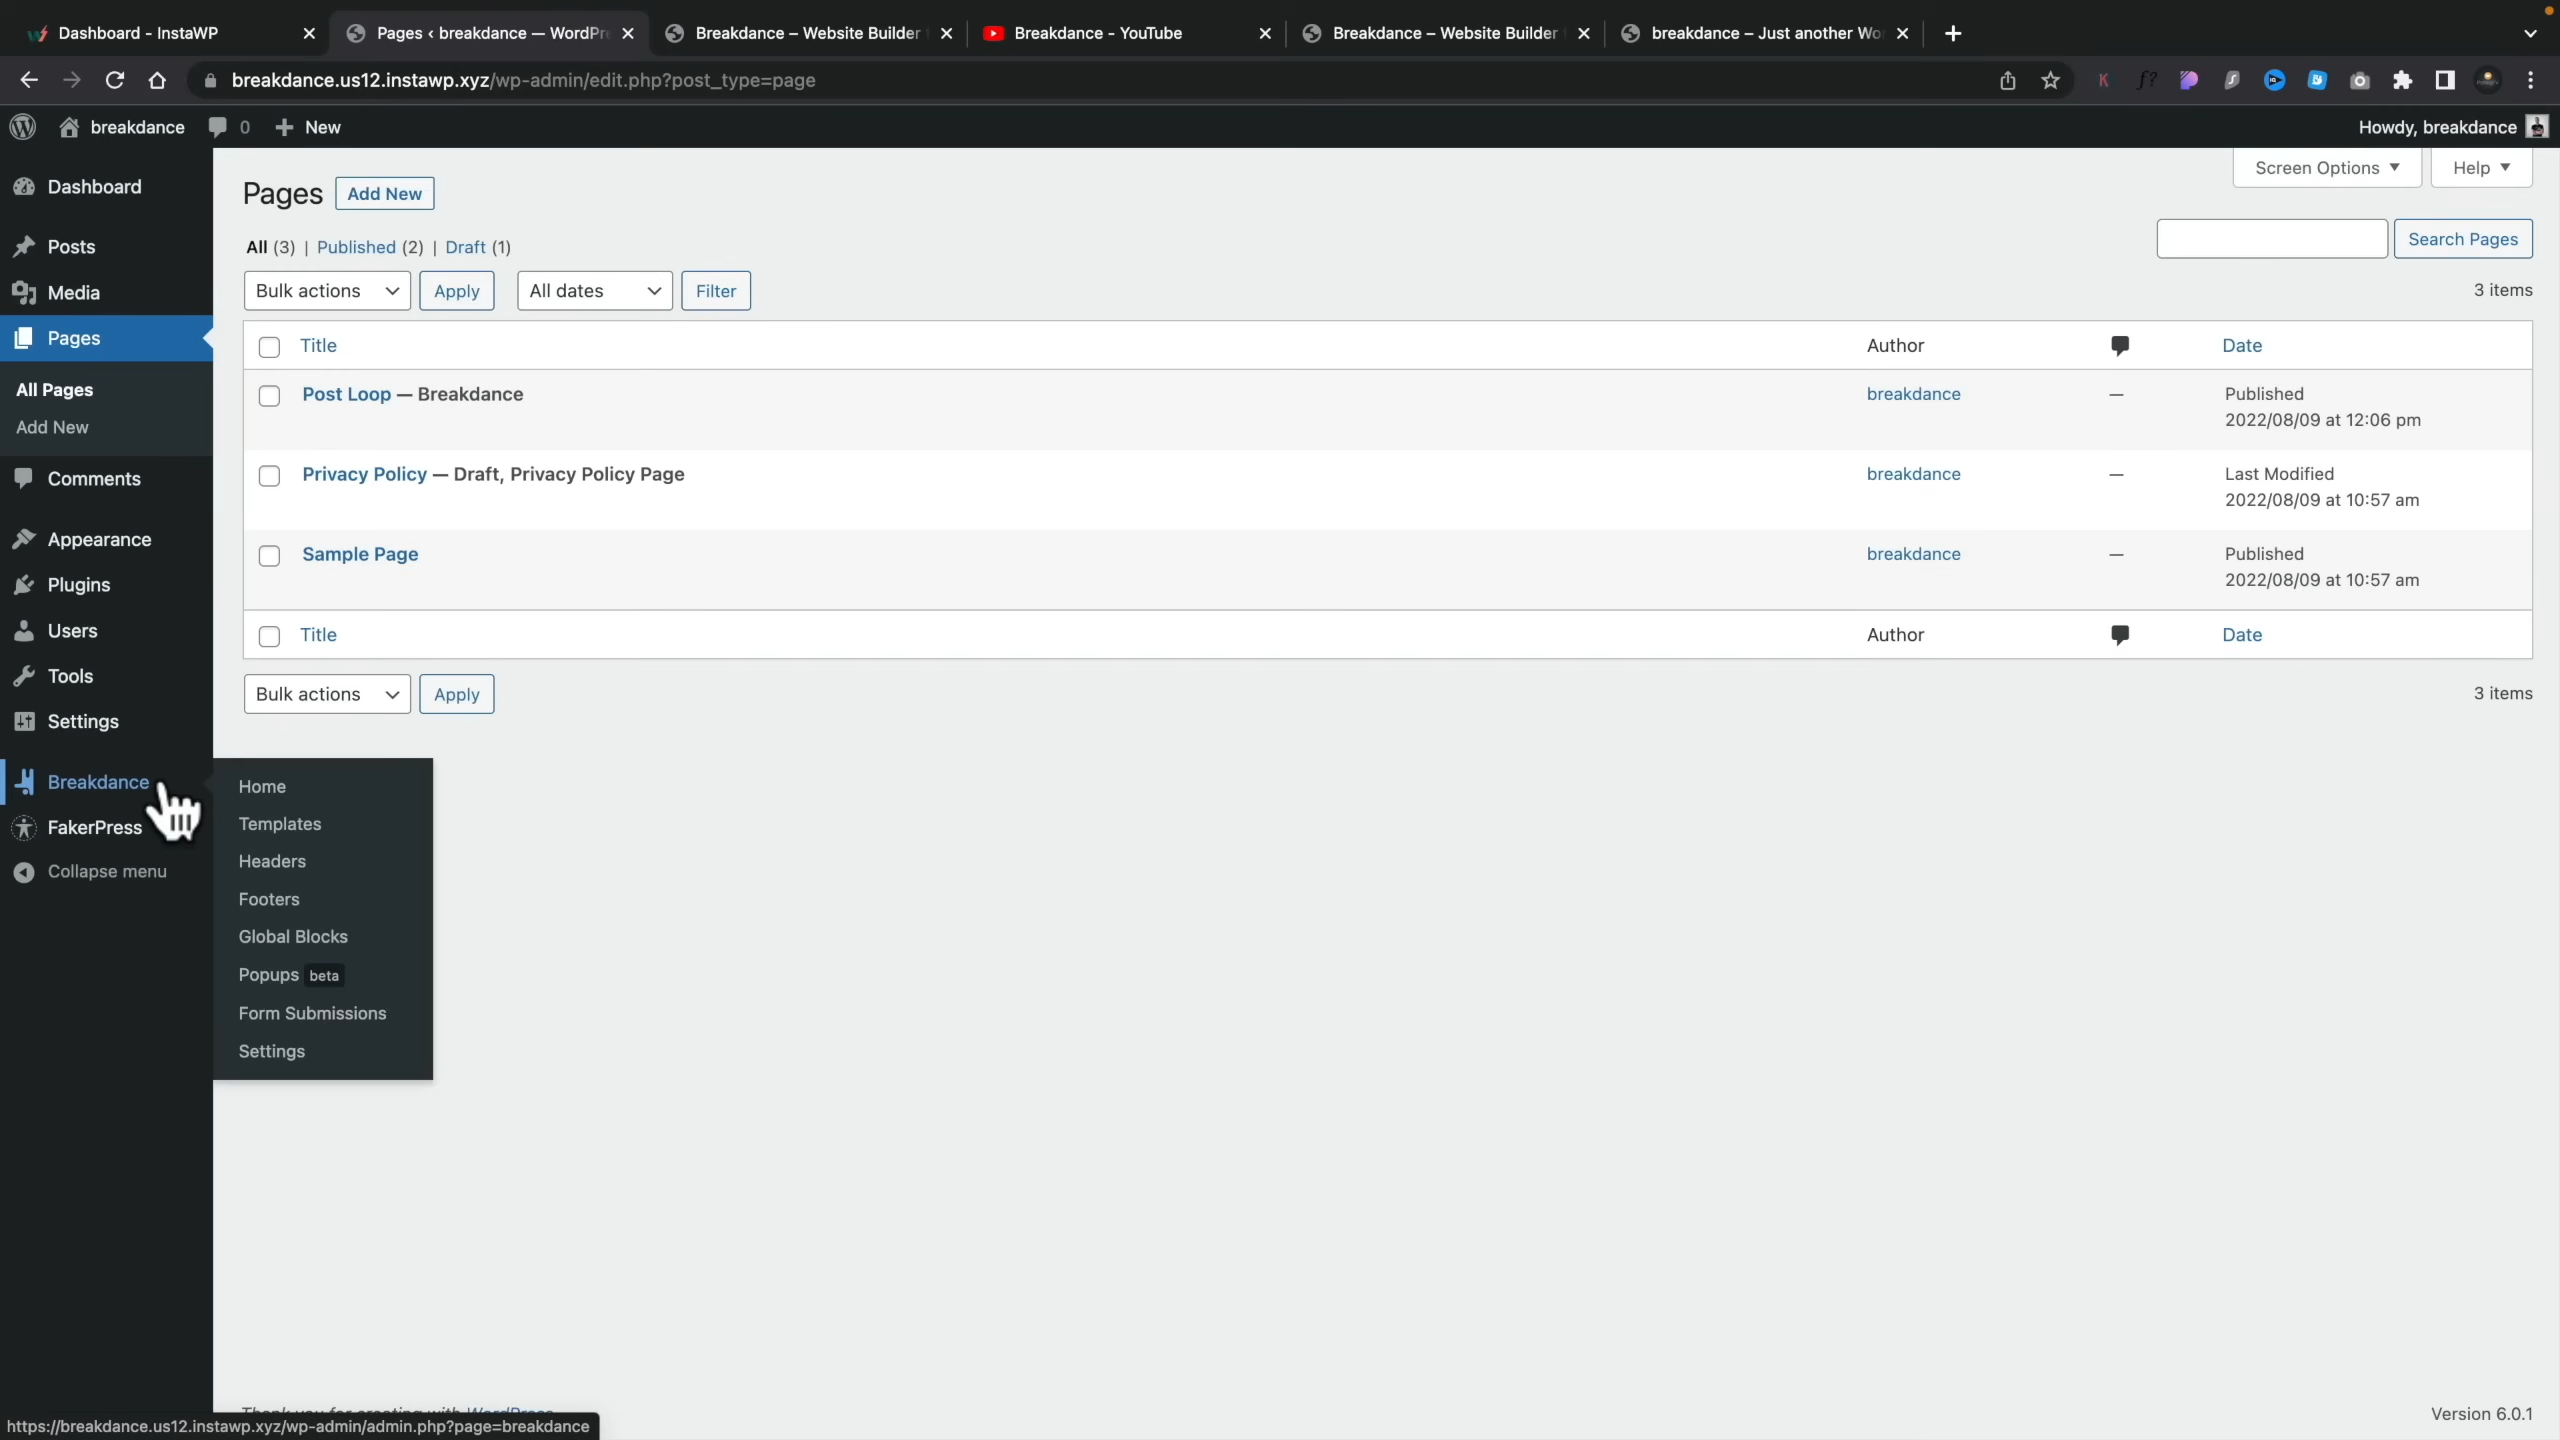 Dashboard - InstaWP
Pages ‹ breakdance — WordPre
Breakdance – Website Builder
Breakdance - YouTube
Breakdance – Website Builder
breakdance – Just another Wo
breakdance.us12.instawp.xyz/wp-admin/edit.php?post_type=page
breakdance 0 New
Howdy, breakdance
Screen Options Help
Dashboard
Posts
Media
Pages
All Pages
Add New
Comments
Appearance
Plugins
Users
Tools
Settings
Breakdance
FakerPress
Collapse menu
Home
Templates
Headers
Footers
Global Blocks
Popups beta
Form Submissions
Settings
Pages Add New
All (3) | Published (2) | Draft (1)
Search Pages
Bulk actions Apply All dates Filter
3 items
Title Author Date
Post Loop — Breakdance breakdance — Published
2022/08/09 at 12:06 pm
Privacy Policy — Draft, Privacy Policy Page breakdance — Last Modified
2022/08/09 at 10:57 am
Sample Page breakdance — Published
2022/08/09 at 10:57 am
Title Author Date
Bulk actions Apply
3 items
Version 6.0.1
https://breakdance.us12.instawp.xyz/wp-admin/admin.php?page=breakdance